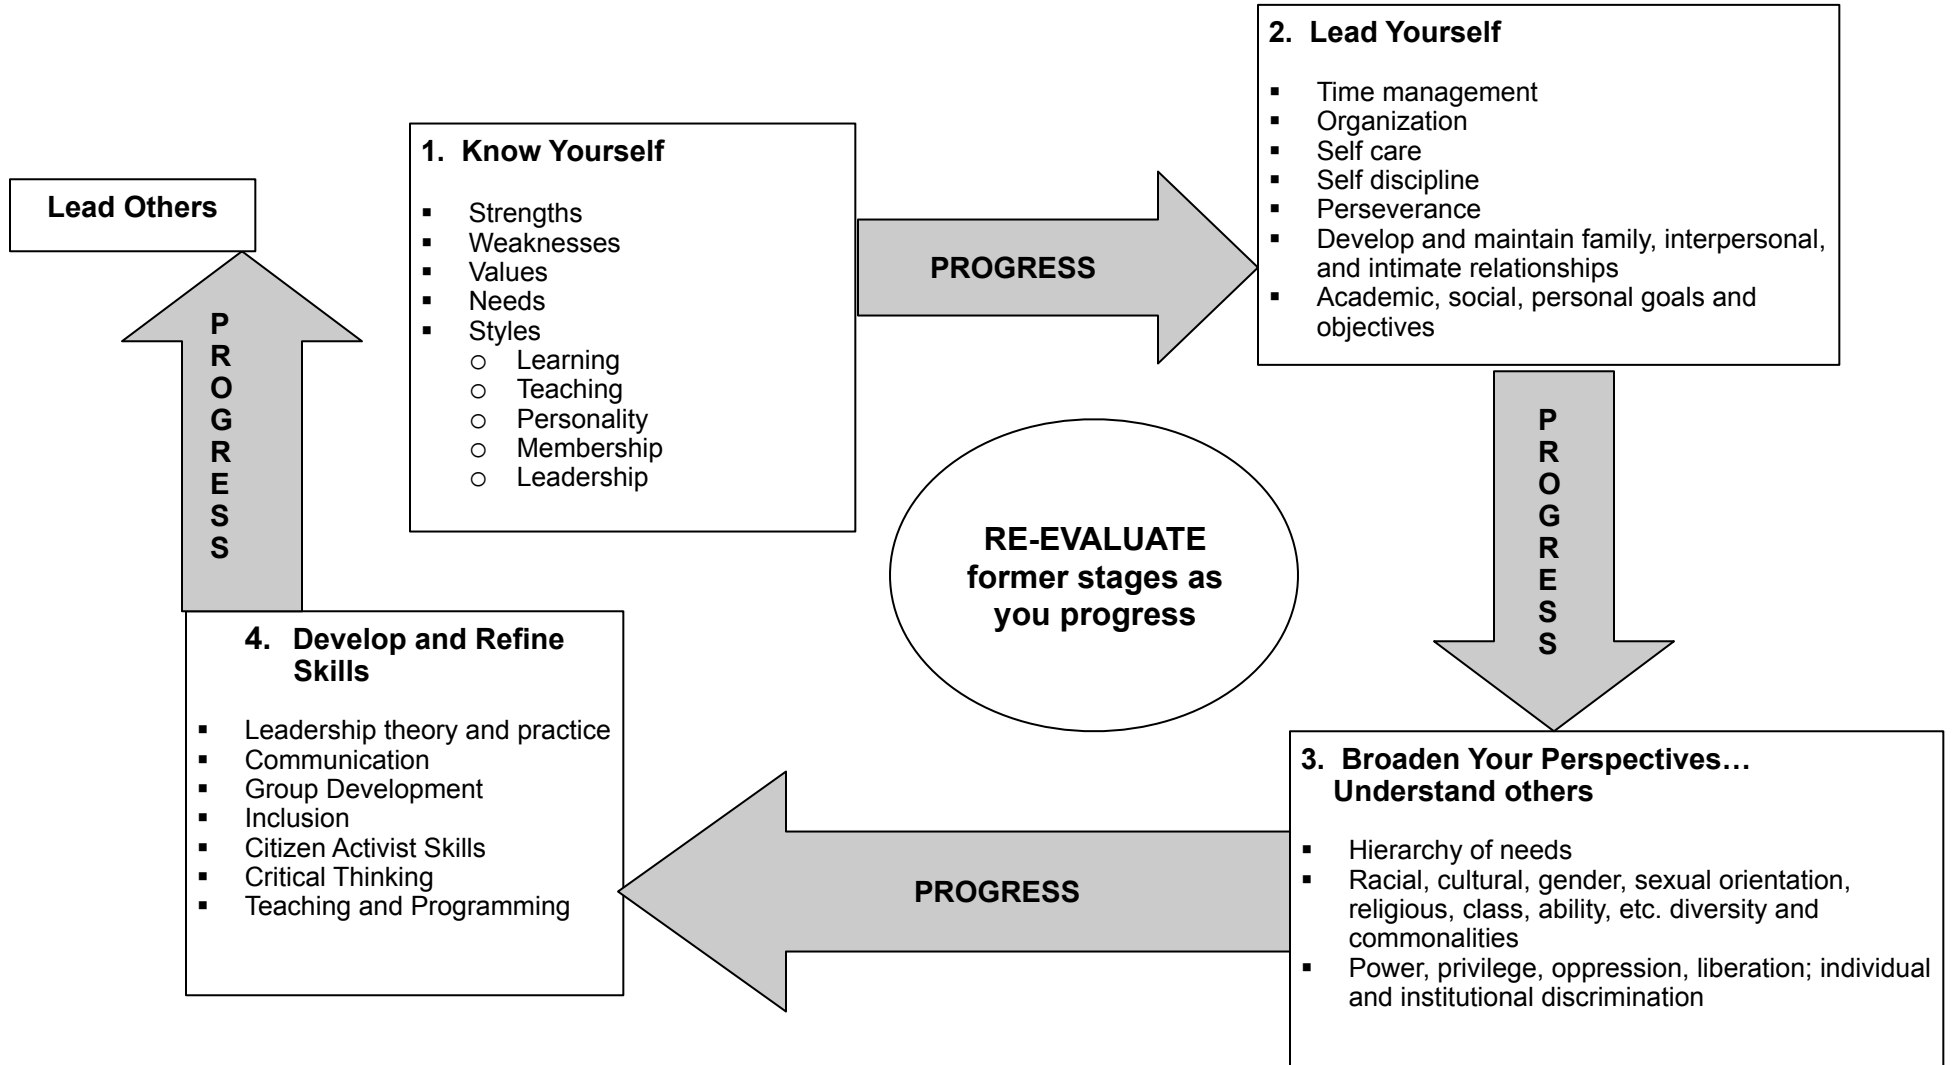 1. Know Yourself
▪ Strengths
▪ Weaknesses
▪ Values
▪ Needs
▪ Styles
o Learning
o Teaching
o Personality
o Membership
o Leadership
PROGRESS
2. Lead Yourself
▪ Time management
▪ Organization
▪ Self care
▪ Self discipline
▪ Perseverance
▪ Develop and maintain family, interpersonal,
and intimate relationships
▪ Academic, social, personal goals and
objectives
P
R
O
G
R
E
S
S
3. Broaden Your Perspectives…
Understand others
▪ Hierarchy of needs
▪ Racial, cultural, gender, sexual orientation,
religious, class, ability, etc. diversity and
commonalities
▪ Power, privilege, oppression, liberation; individual
and institutional discrimination
PROGRESS
4. Develop and Refine
Skills
▪ Leadership theory and practice
▪ Communication
▪ Group Development
▪ Inclusion
▪ Citizen Activist Skills
▪ Critical Thinking
▪ Teaching and Programming
P
R
O
G
R
E
S
S
Lead Others
RE-EVALUATE
former stages as
you progress